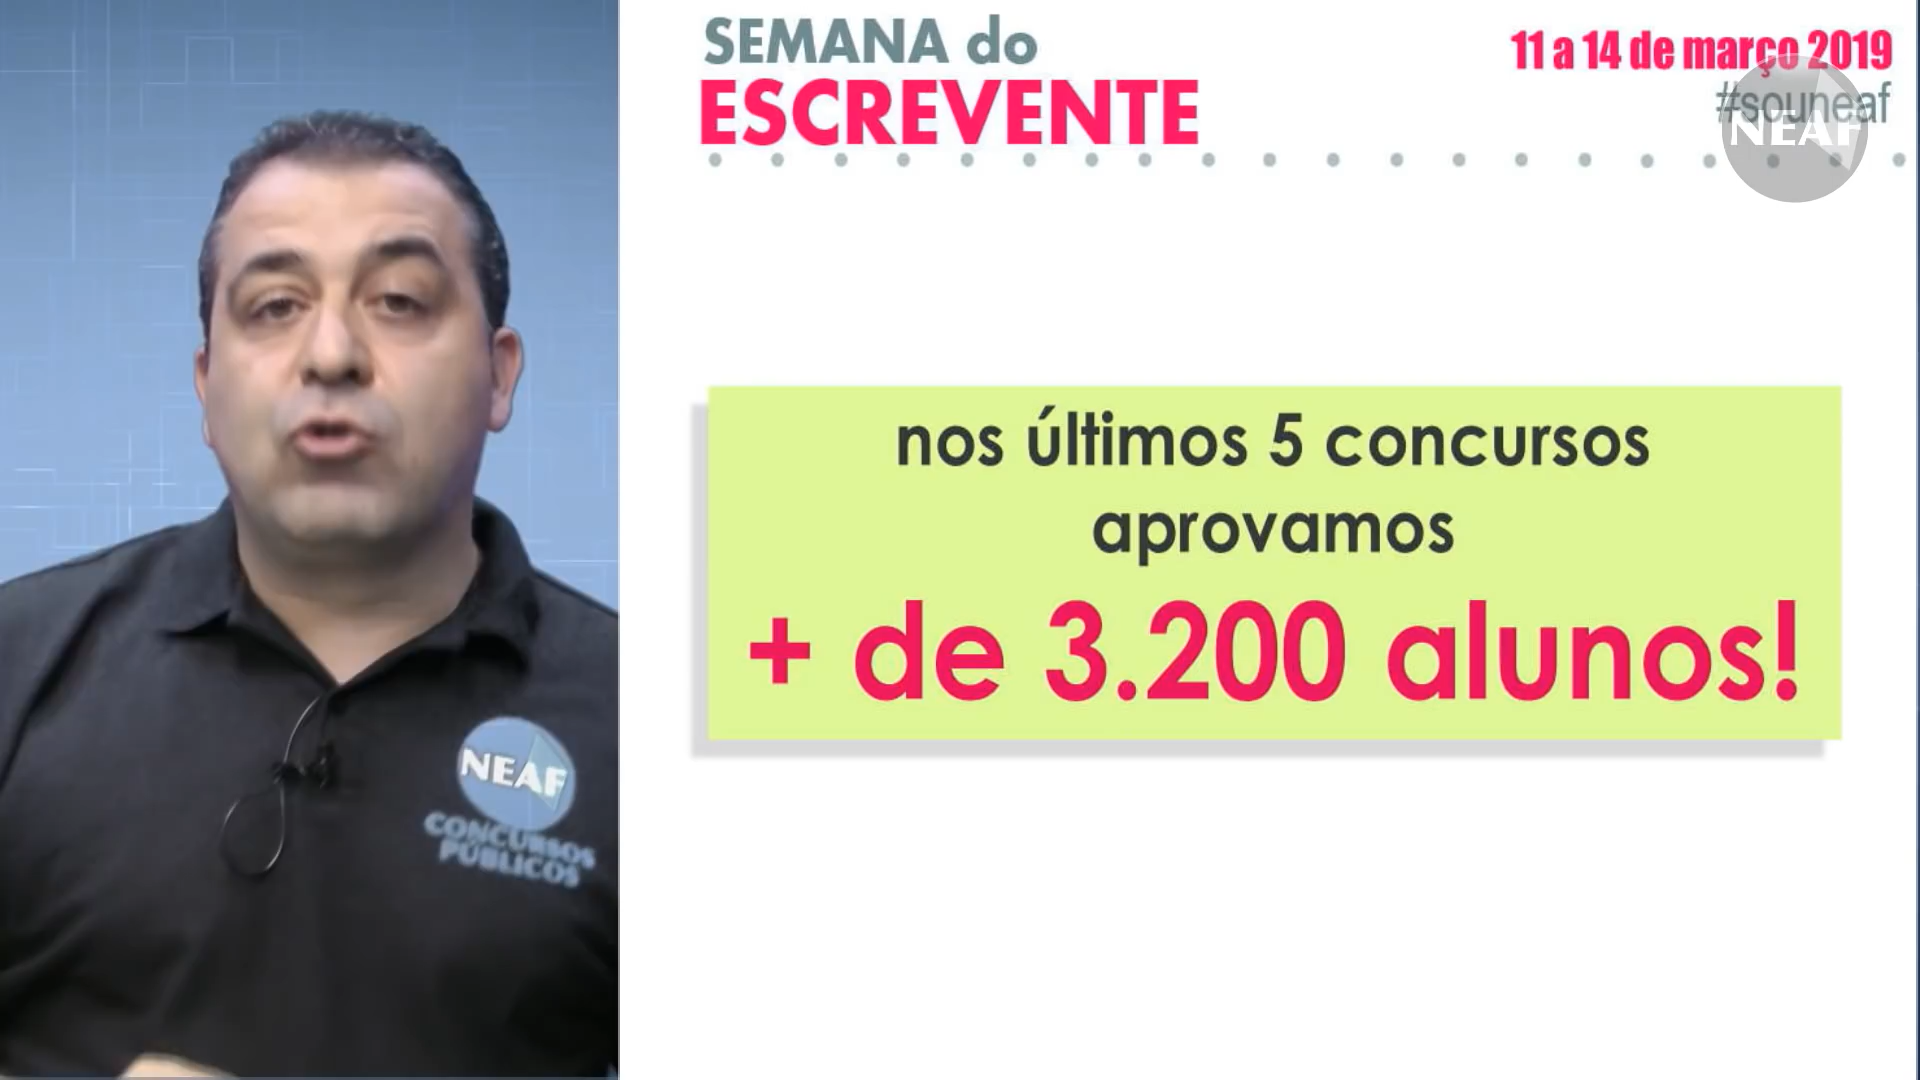 SEMANA do
ESCREVENTE
11 a 14 de março 2019
#souneaf
NEAF
nos últimos 5 concursos
aprovamos
+ de 3.200 alunos!
NEAF
CONCURSOS
PÚBLICOS